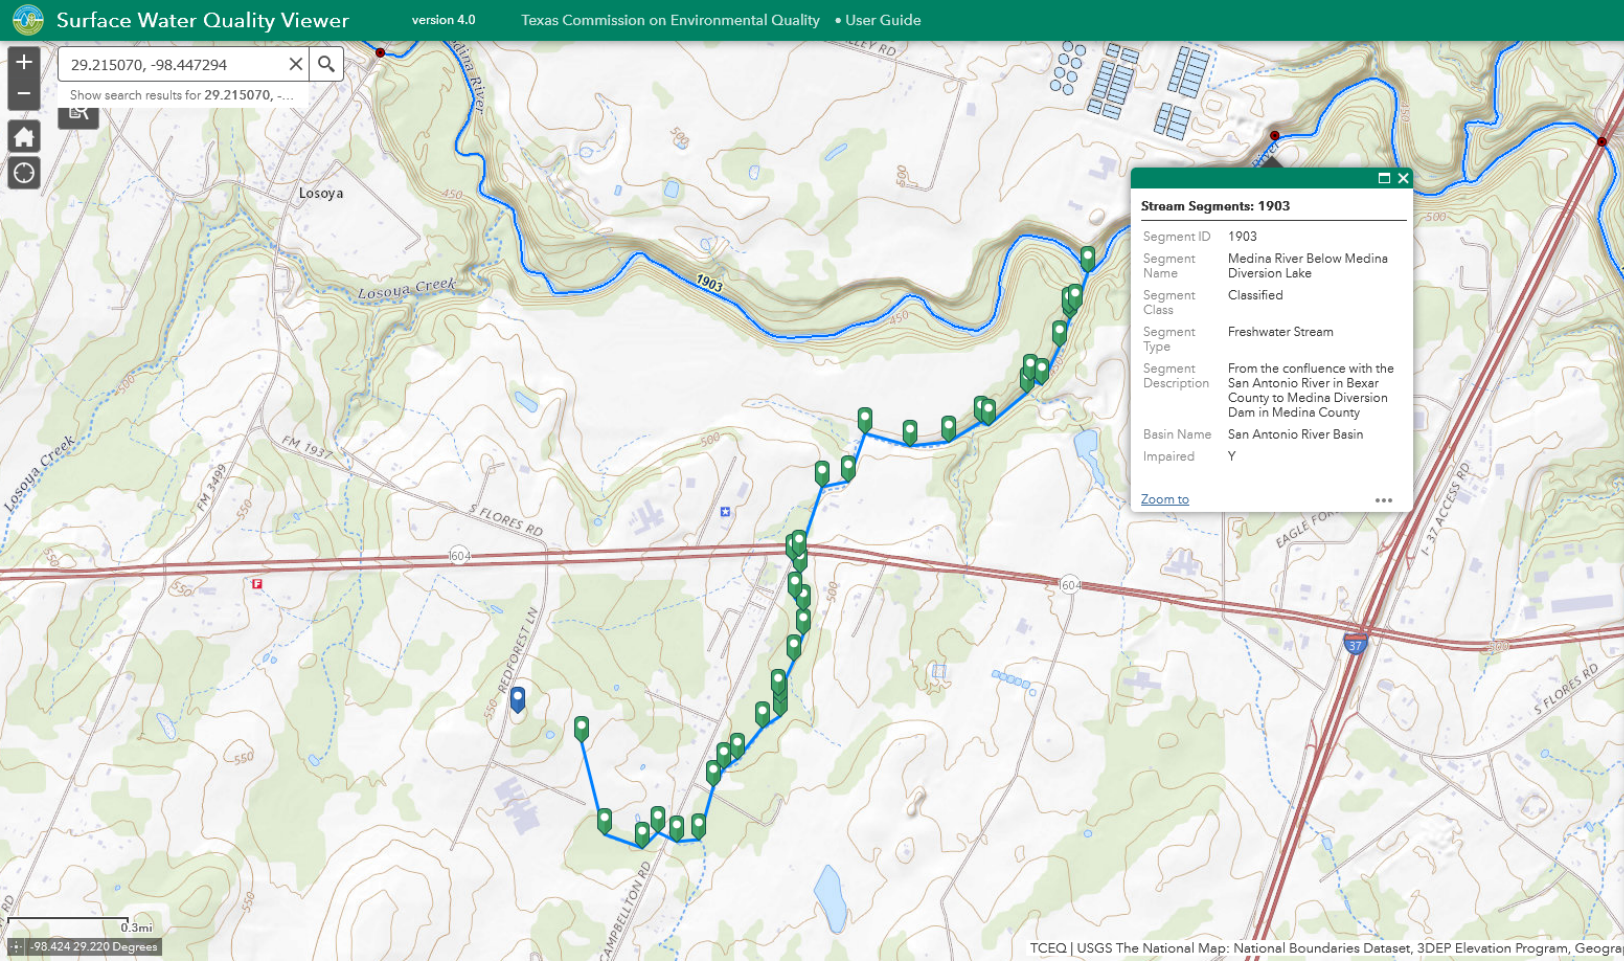 Surface Water Quality Viewer
version 4.0
Texas Commission on Environmental Quality
• User Guide
+
−
29.215070, -98.447294
Show search results for 29.215070, -...
Losoya
450
500
500
500
450
500
550
500
550
550
500
450
Losoya Creek
Losoya Creek
1903
FM 1937
FM 3499
S FLORES RD
1604
1604
F
REDFOREST LN
CAMPBELLTON RD
EAGLE FOR
I- 37 ACCESS RD
37
S FLORES RD
Stream Segments: 1903
Segment ID 1903
Segment Name Medina River Below Medina
Diversion Lake
Segment Class Classified
Segment Type Freshwater Stream
Segment Description From the confluence with the
San Antonio River in Bexar
County to Medina Diversion
Dam in Medina County
Basin Name San Antonio River Basin
Impaired Y
Zoom to
•••
0.3mi
-98.424 29.220 Degrees
TCEQ | USGS The National Map: National Boundaries Dataset, 3DEP Elevation Program, Geogra